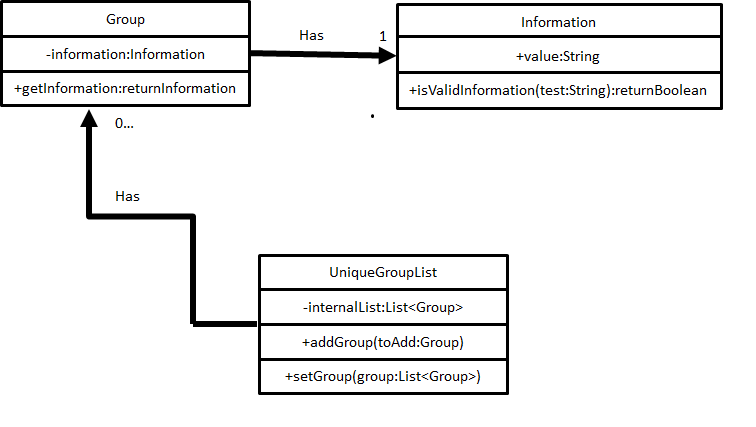 Group
-information:Information
+getInformation:returnInformation
Has
1
Information
+value:String
+isValidInformation(test:String):returnBoolean
0...
Has
UniqueGroupList
-internalList:List<Group>
+addGroup(toAdd:Group)
+setGroup(group:List<Group>)